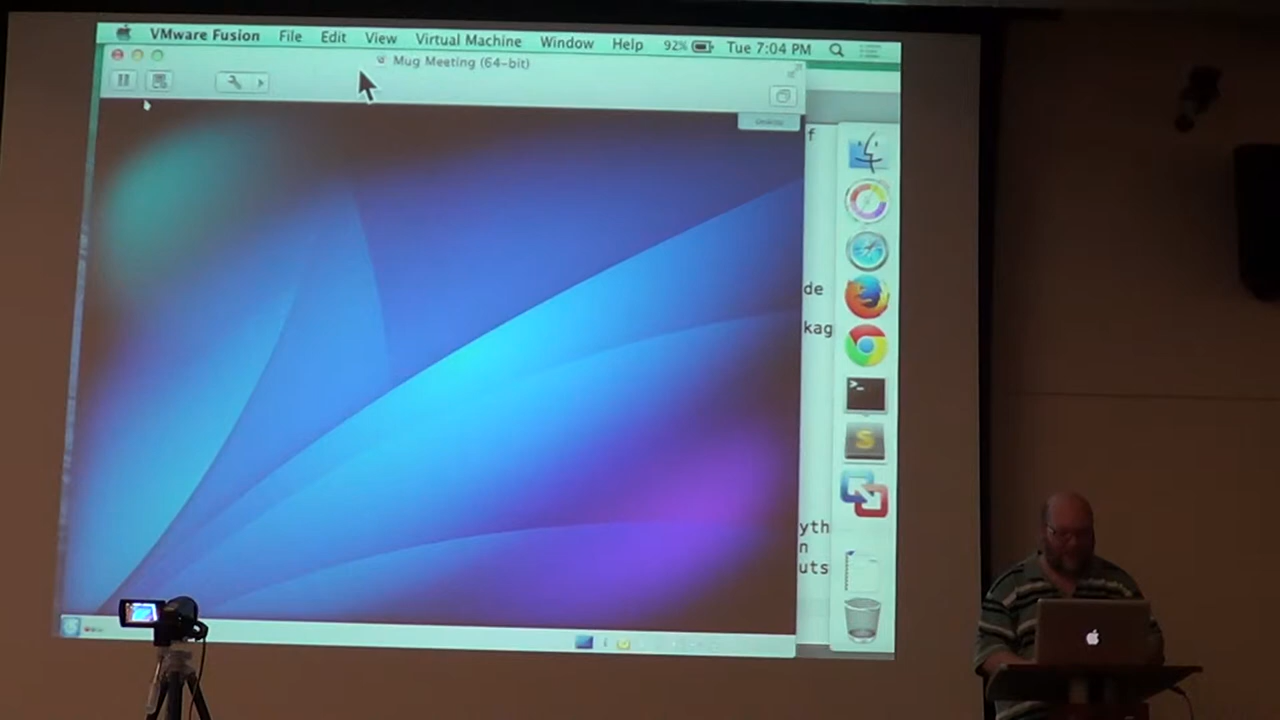 VMware Fusion File Edit View Virtual Machine Window Help 92% Tue 7:04 PM
Mug Meeting (64-bit)
f
de
kag
yth
n
uts